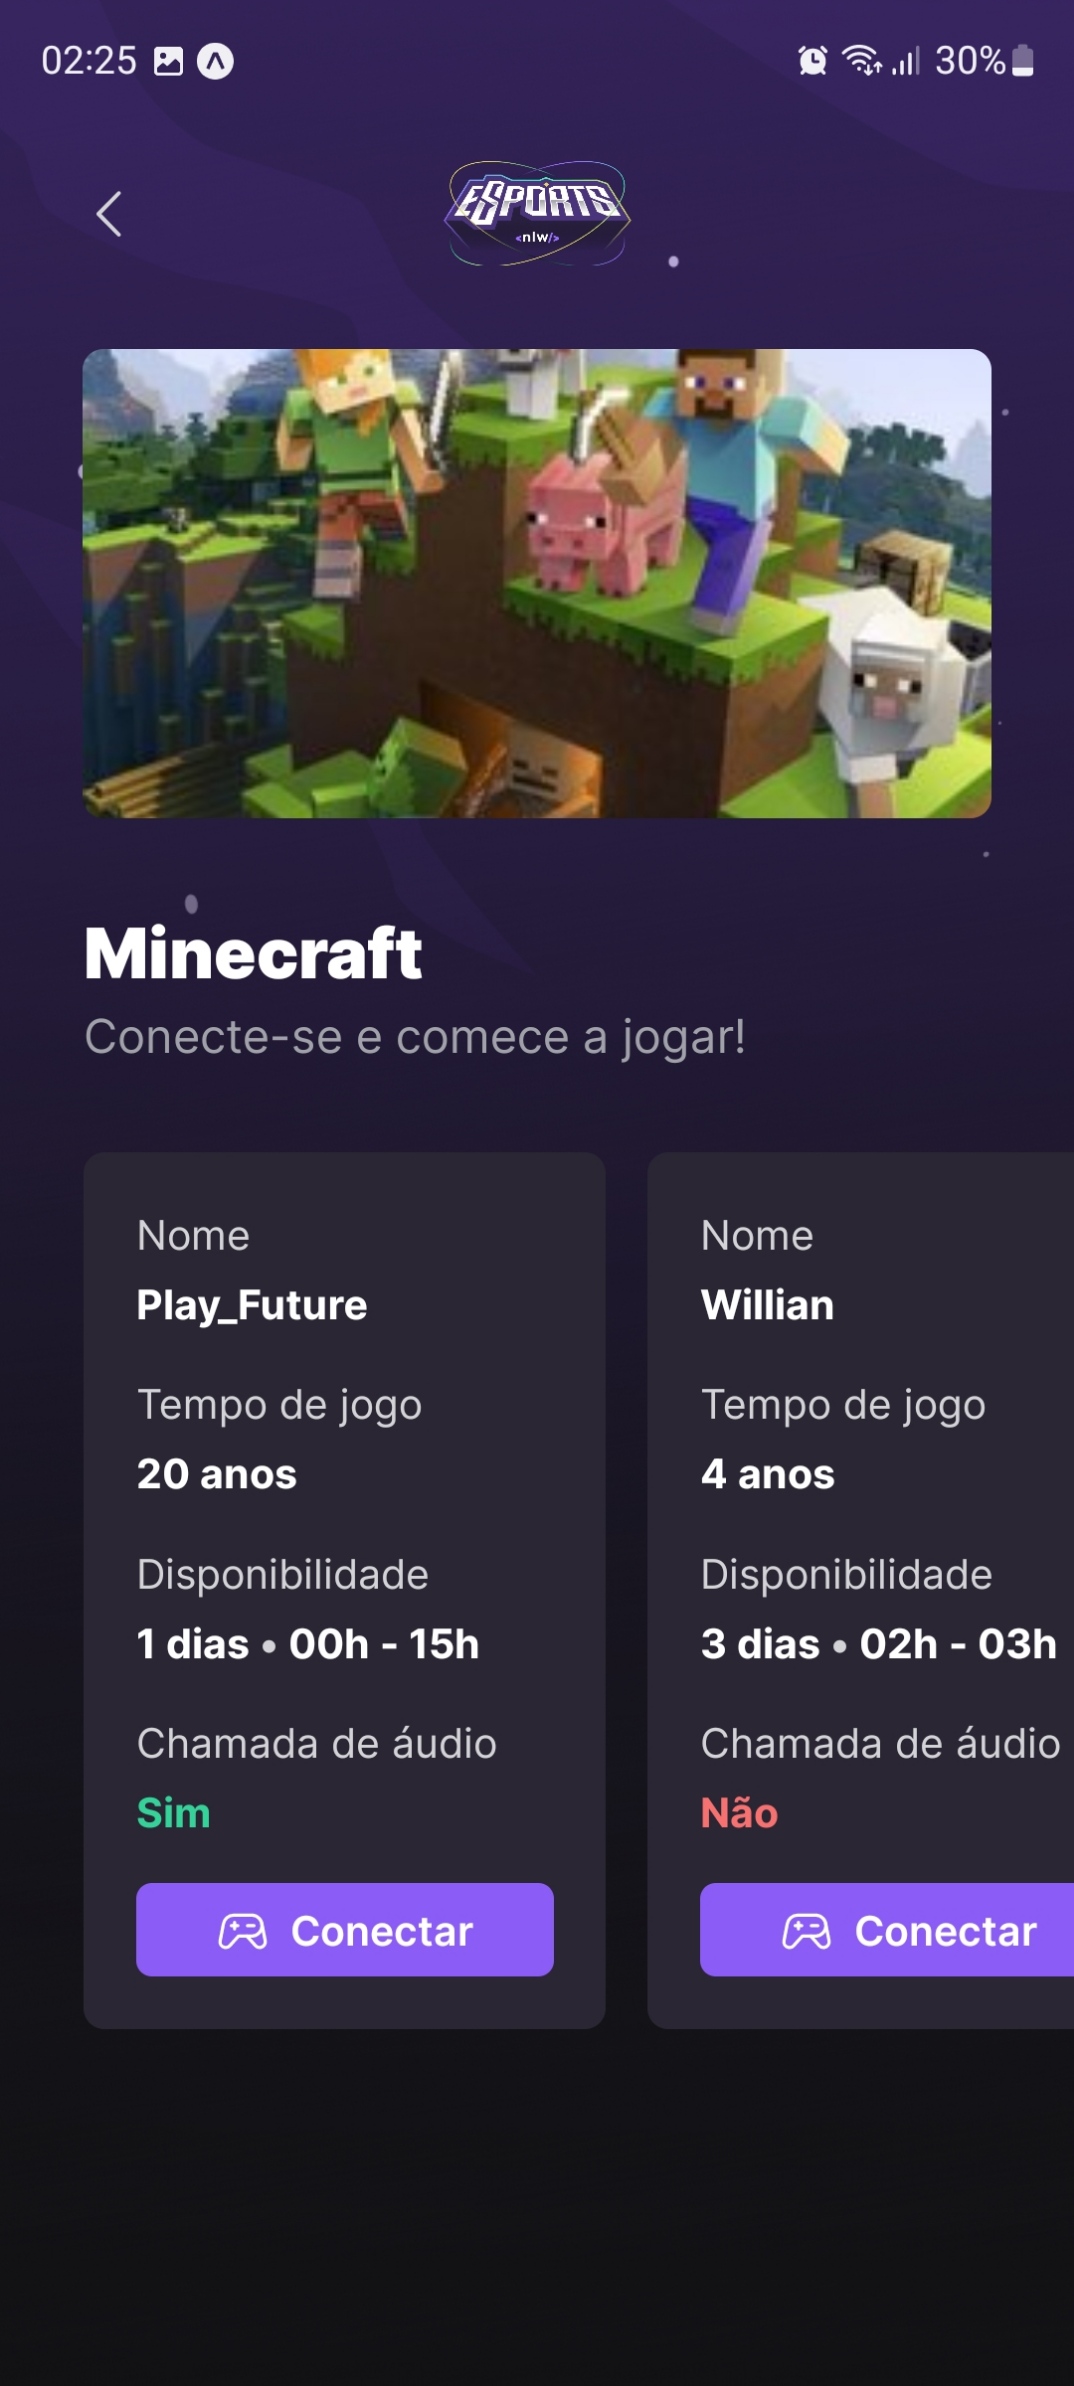 02:25
30%
ESPORTS
<nlw/>
Minecraft
Conecte-se e comece a jogar!
Nome
Play_Future
Tempo de jogo
20 anos
Disponibilidade
1 dias • 00h - 15h
Chamada de áudio
Sim
Conectar
Nome
Willian
Tempo de jogo
4 anos
Disponibilidade
3 dias • 02h - 03h
Chamada de áudio
Não
Conectar